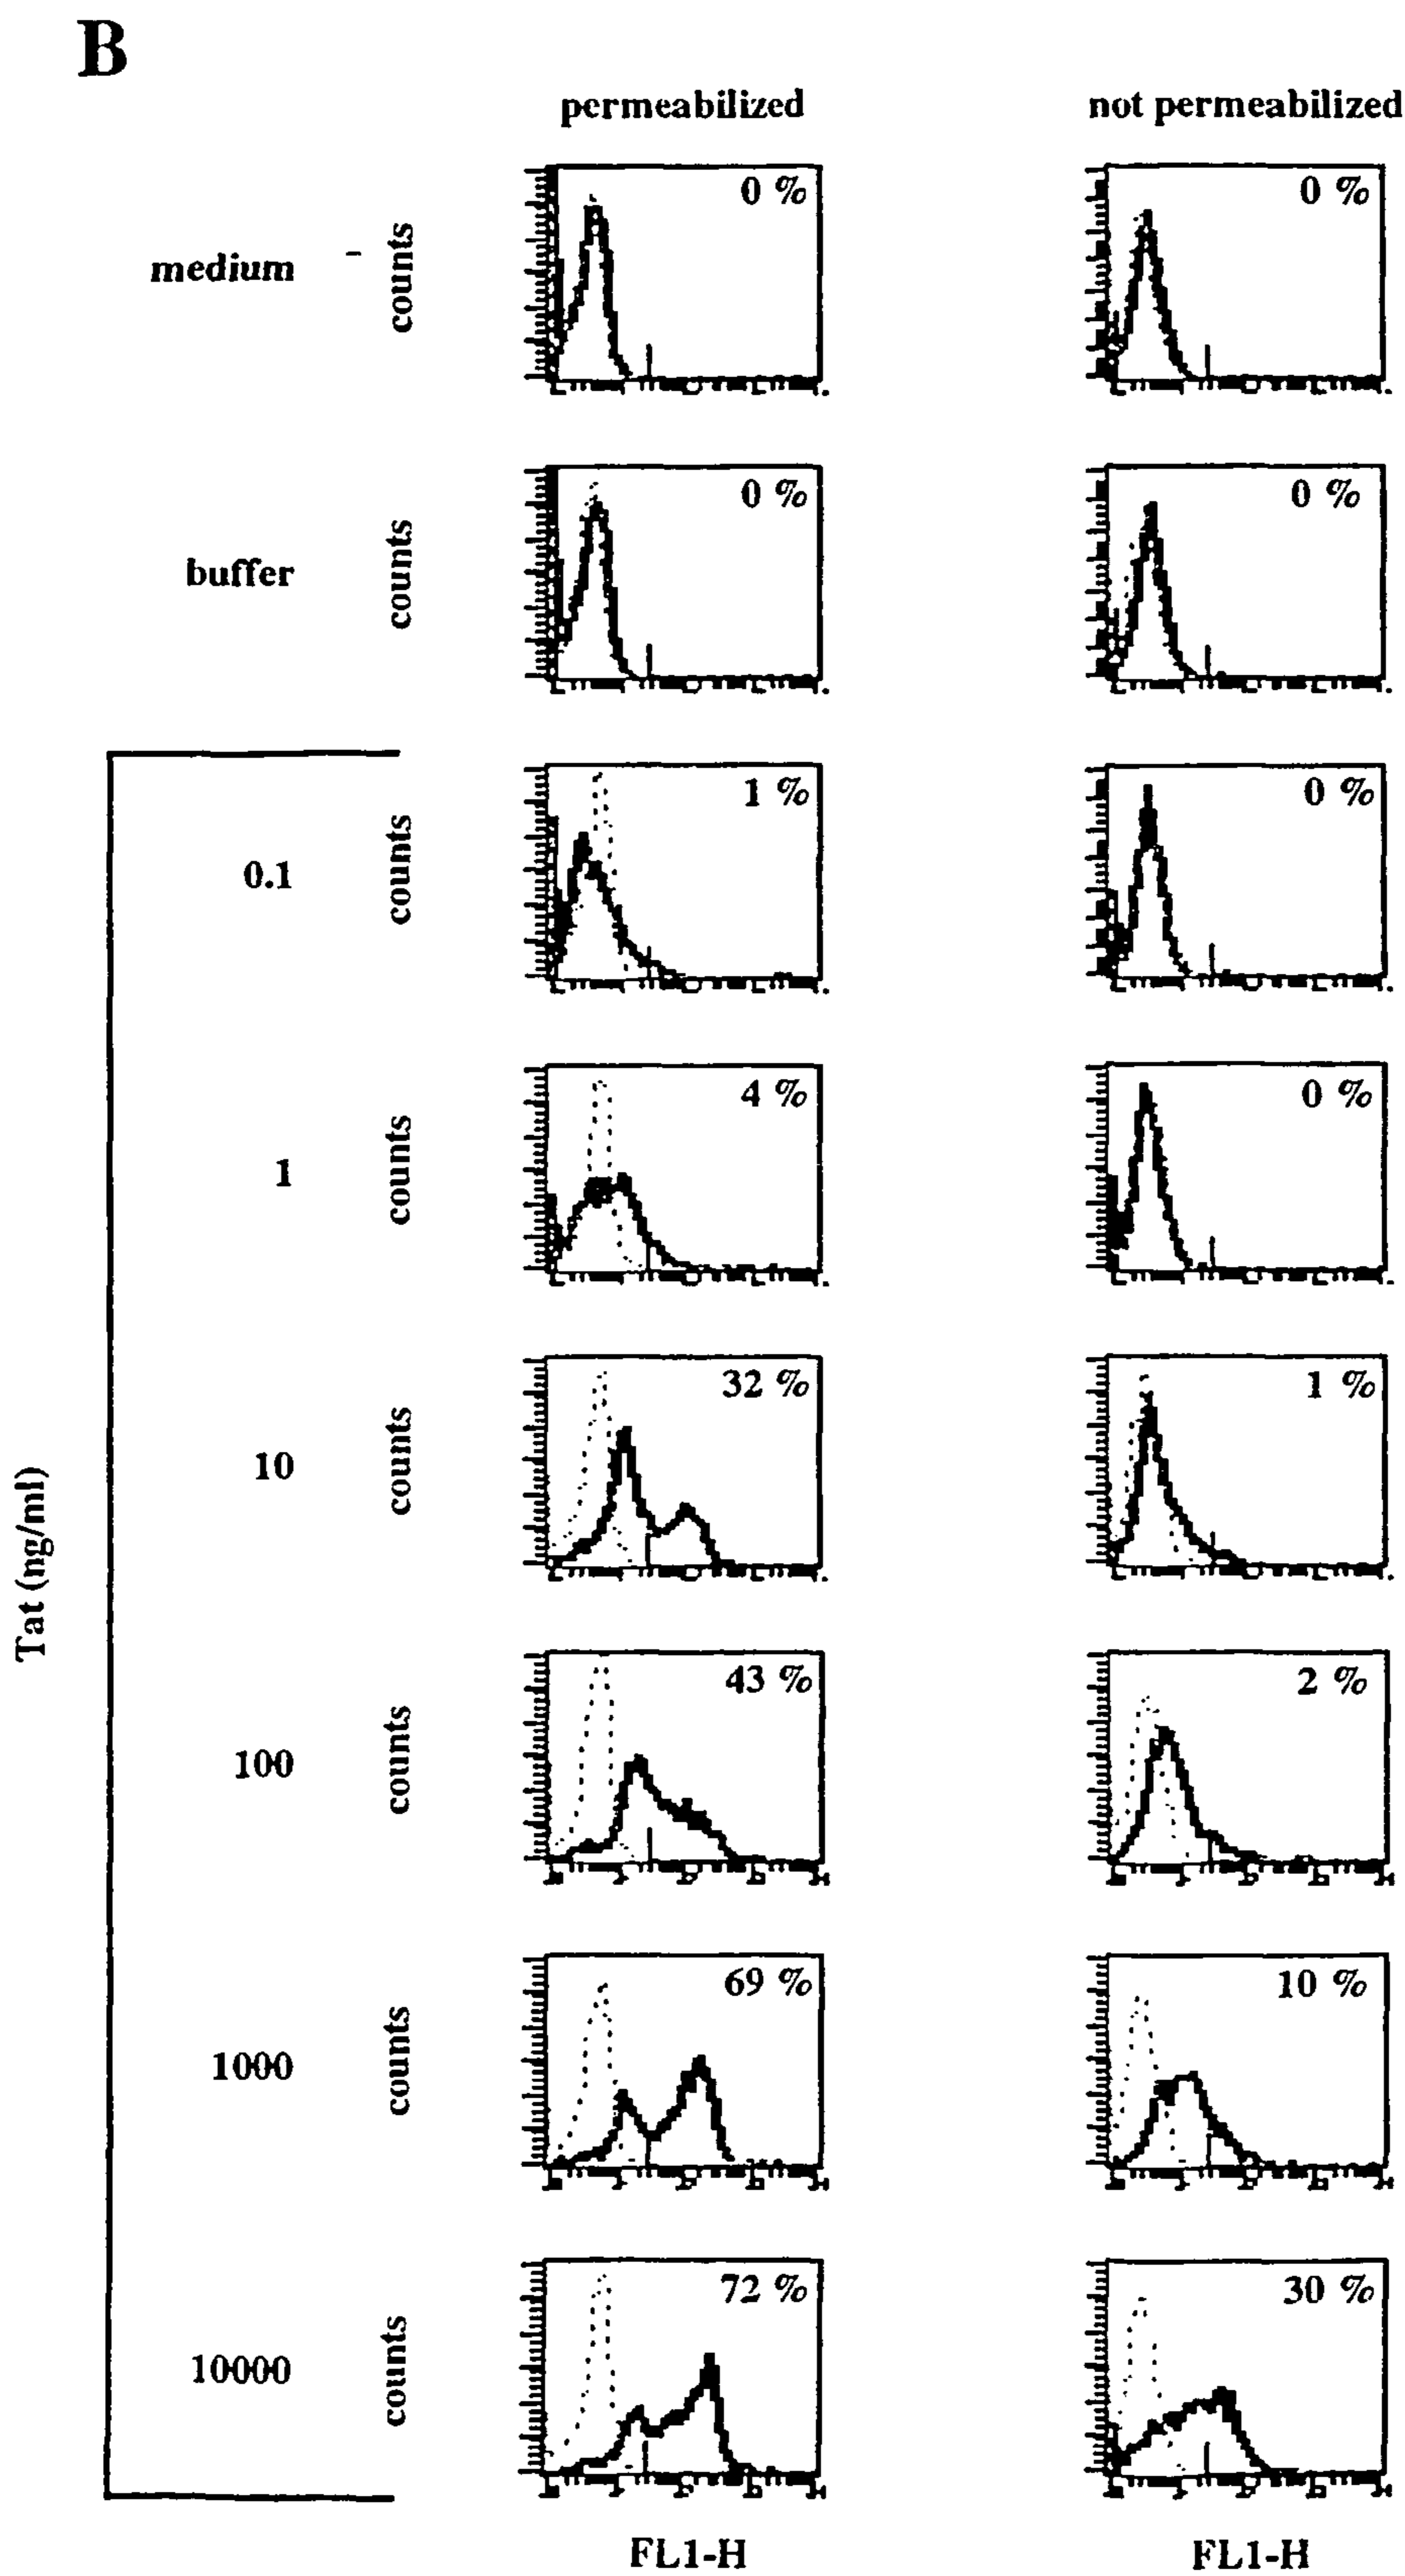 B
permeabilized not permeabilized
medium - counts 0 % 0 %
buffer counts 0 % 0 %
0.1 counts 1 % 0 %
1 counts 4 % 0 %
10 counts 32 % 1 %
Tat (ng/ml)
100 counts 43 % 2 %
1000 counts 69 % 10 %
10000 counts 72 % 30 %
FL1-H FL1-H